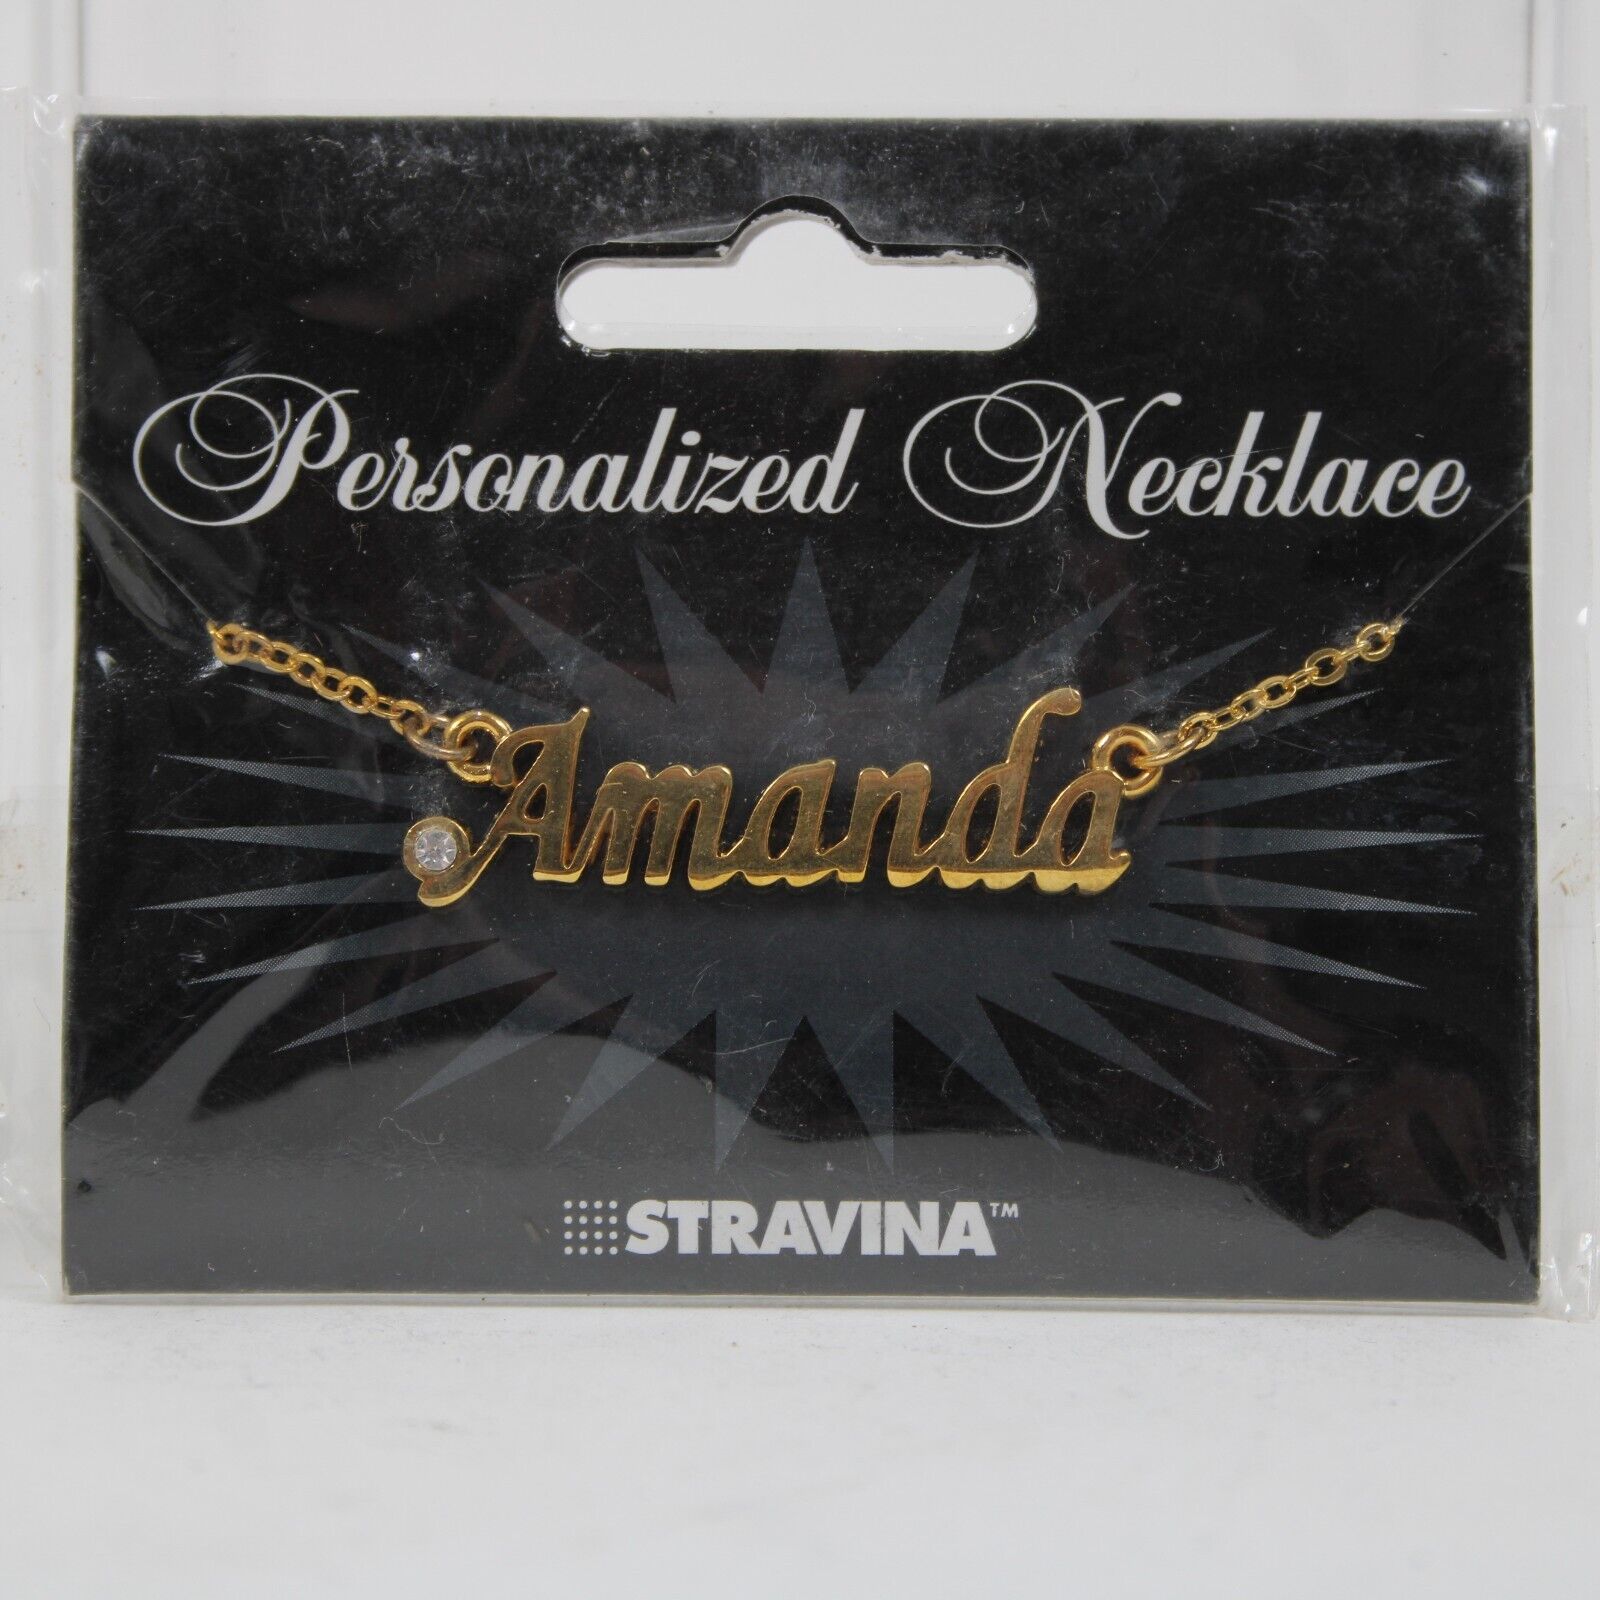 Personalized Necklace
Amanda
STRAVINA™